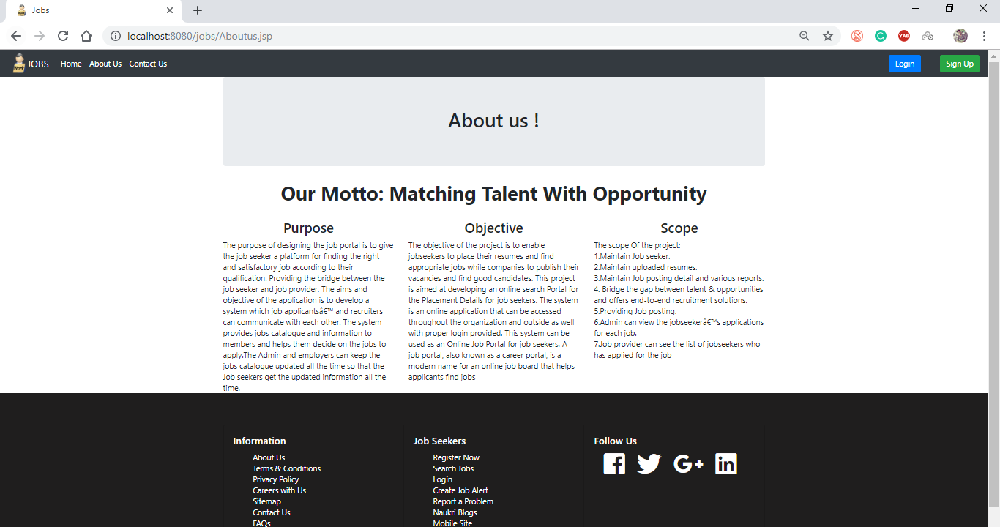 Jobs
localhost:8080/jobs/Aboutus.jsp
YAB
Work
JOBS Home About Us Contact Us Login Sign Up
About us !
Our Motto: Matching Talent With Opportunity
Purpose
The purpose of designing the job portal is to give
the job seeker a platform for finding the right
and satisfactory job according to their
qualification. Providing the bridge between the
job seeker and job provider. The aims and
objective of the application is to develop a
system which job applicantsâ€™ and recruiters
can communicate with each other. The system
provides jobs catalogue and information to
members and helps them decide on the jobs to
apply.The Admin and employers can keep the
jobs catalogue updated all the time so that the
Job seekers get the updated information all the
time.
Objective
The objective of the project is to enable
jobseekers to place their resumes and find
appropriate jobs while companies to publish their
vacancies and find good candidates. This project
is aimed at developing an online search Portal for
the Placement Details for job seekers. The system
is an online application that can be accessed
throughout the organization and outside as well
with proper login provided. This system can be
used as an Online Job Portal for job seekers. A
job portal, also known as a career portal, is a
modern name for an online job board that helps
applicants find jobs
Scope
The scope Of the project:
1.Maintain Job seeker.
2.Maintain uploaded resumes.
3.Maintain Job posting detail and various reports.
4. Bridge the gap between talent & opportunities
and offers end-to-end recruitment solutions.
5.Providing Job posting.
6.Admin can view the jobseekerâ€™s applications
for each job.
7.Job provider can see the list of jobseekers who
has applied for the job
Information
About Us
Terms & Conditions
Privacy Policy
Careers with Us
Sitemap
Contact Us
FAQs
Job Seekers
Register Now
Search Jobs
Login
Create Job Alert
Report a Problem
Naukri Blogs
Mobile Site
Follow Us